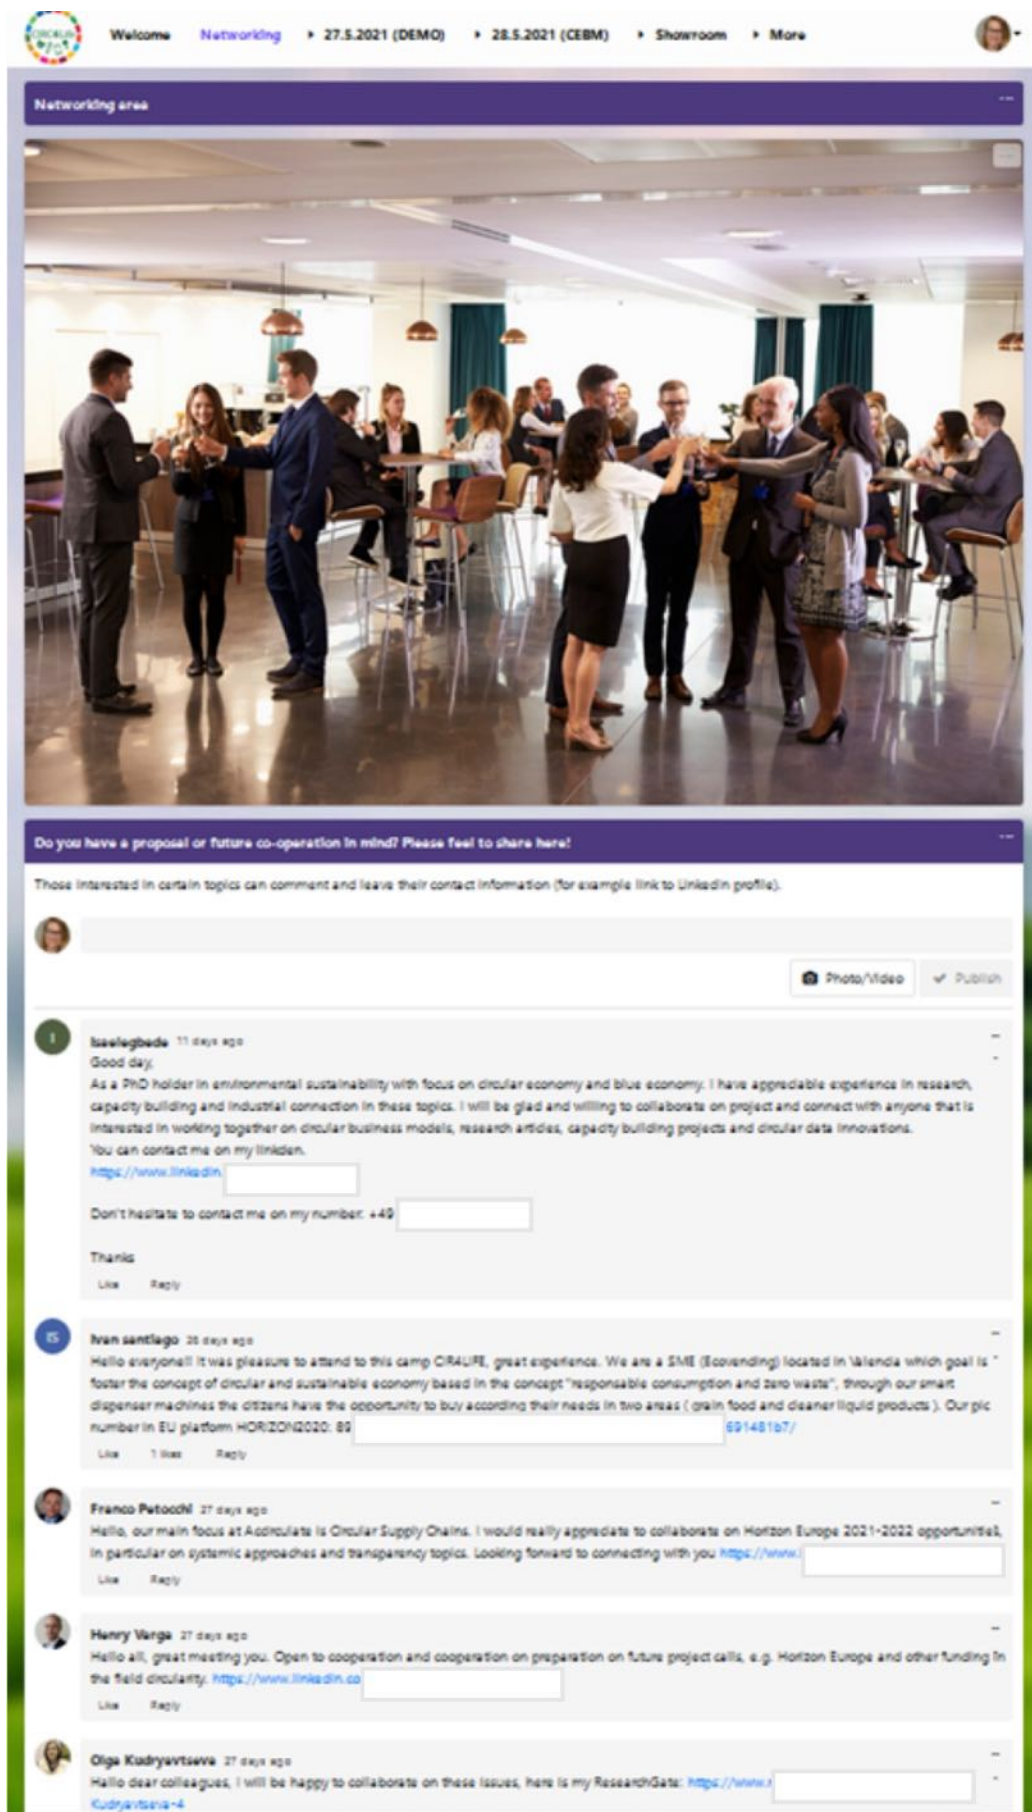 CIRC4LIFE
Welcome Networking 27.5.2021 (DEMO) 28.5.2021 (CEBM) Showroom More
Networking area
Do you have a proposal or future co-operation in mind? Please feel to share here!
Those interested in certain topics can comment and leave their contact information (for example link to LinkedIn profile).
Photo/Video Publish
I
Iseelegbede 11 days ago
Good day,
As a PhD holder in environmental sustainability with focus on circular economy and blue economy. I have appreciable experience in research,
capacity building and industrial connection in these topics. I will be glad and willing to collaborate on project and connect with anyone that is
interested in working together on circular business models, research articles, capacity building projects and circular data innovations.
You can contact me on my linkden.
https://www.linkedin.
Don't hesitate to contact me on my number: +49
Thanks
Like Reply
IS
Ivan santiago 26 days ago
Hello everyone!! It was pleasure to attend to this camp CIR4LIFE, great experience. We are a SME (Ecovending) located in Valencia which goal is "
foster the concept of circular and sustainable economy based in the concept "responsable consumption and zero waste", through our smart
dispenser machines the citizens have the opportunity to buy according their needs in two areas ( grain food and cleaner liquid products ). Our pic
number in EU platform HORIZON2020: 89 691481b7/
Like 1 likes Reply
Franco Petocchi 27 days ago
Hello, our main focus at Accirculate is Circular Supply Chains. I would really appreciate to collaborate on Horizon Europe 2021-2022 opportunities,
in particular on systemic approaches and transparency topics. Looking forward to connecting with you https://www.
Like Reply
Henry Varga 27 days ago
Hello all, great meeting you. Open to cooperation and cooperation on preparation on future project calls, e.g. Horizon Europe and other funding in
the field circularity. https://www.linkedin.co
Like Reply
Olga Kudryavtseva 27 days ago
Hallo dear colleagues, I will be happy to collaborate on these issues, here is my ResearchGate: https://www.r
Kudryavtseva-4